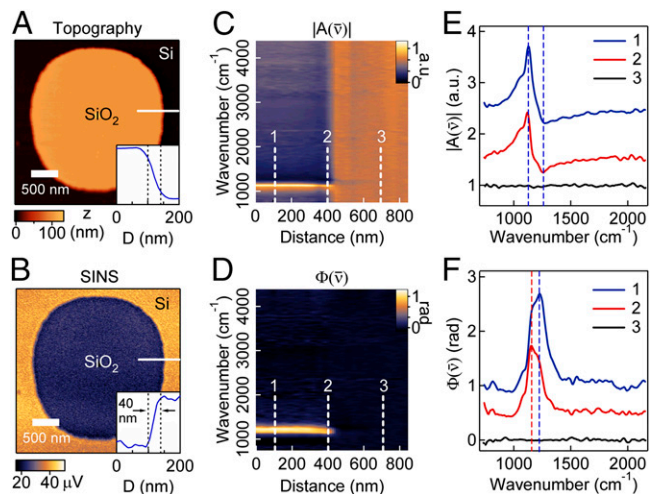 A
Topography
Si
SiO2
500 nm
0 100
z
(nm)
0 200
D (nm)
B
SINS
Si
SiO2
40
nm
500 nm
20 40 μV
0 200
D (nm)
C
|A(ν̄)|
0 1
a.u
Wavenumber (cm⁻¹)
4000
3000
2000
1000
1 2 3
0 200 400 600 800
Distance (nm)
D
Φ(ν̄)
0 1
rad.
Wavenumber (cm⁻¹)
4000
3000
2000
1000
1 2 3
0 200 400 600 800
Distance (nm)
E
|A(ν̄)| (a.u.)
4
3
2
1
1
2
3
1000 1500 2000
Wavenumber (cm⁻¹)
F
Φ(ν̄) (rad)
3
2
1
0
1
2
3
1000 1500 2000
Wavenumber (cm⁻¹)